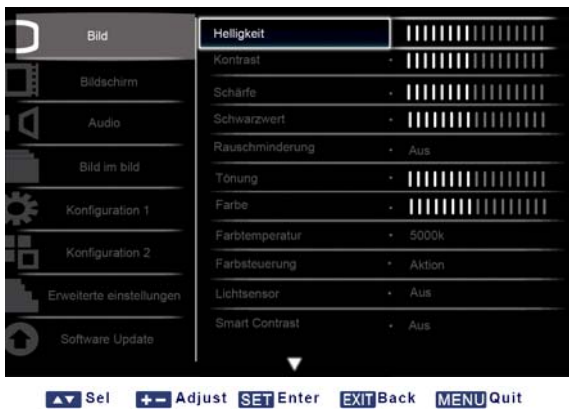 Bild
Bildschirm
Audio
Bild im bild
Konfiguration 1
Konfiguration 2
Erweiterte einstellungen
Software Update
Helligkeit
Kontrast
Schärfe
Schwarzwert
Rauschminderung Aus
Tönung
Farbe
Farbtemperatur 5000k
Farbsteuerung Aktion
Lichtsensor Aus
Smart Contrast Aus
Sel Adjust SET Enter EXIT Back MENU Quit